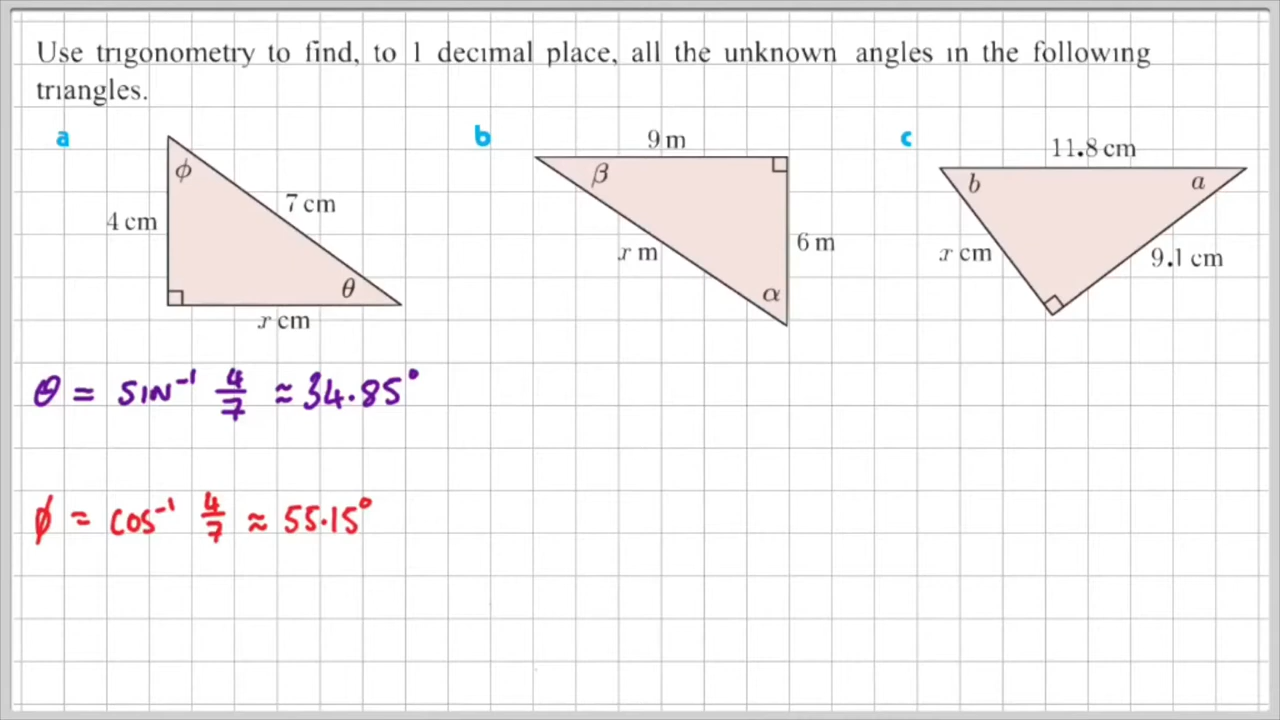 Use trigonometry to find, to 1 decimal place, all the unknown angles in the following
triangles.
a
ϕ
4 cm
7 cm
θ
x cm
b
9 m
β
x m
6 m
α
c
11.8 cm
b
a
x cm
9.1 cm
θ = sin⁻¹ 4/7 ≈ 34.85°
ϕ = cos⁻¹ 4/7 ≈ 55.15°